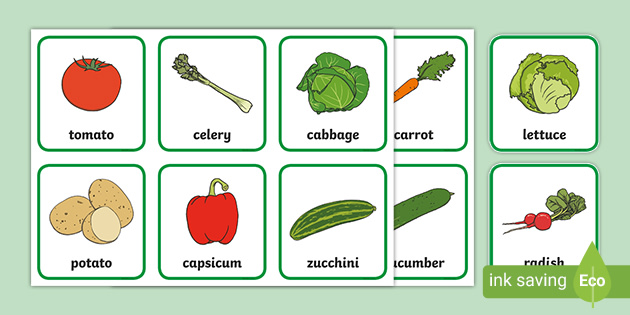 tomato
celery
cabbage
carrot
lettuce
potato
capsicum
zucchini
ucumber
radish
ink saving
Eco